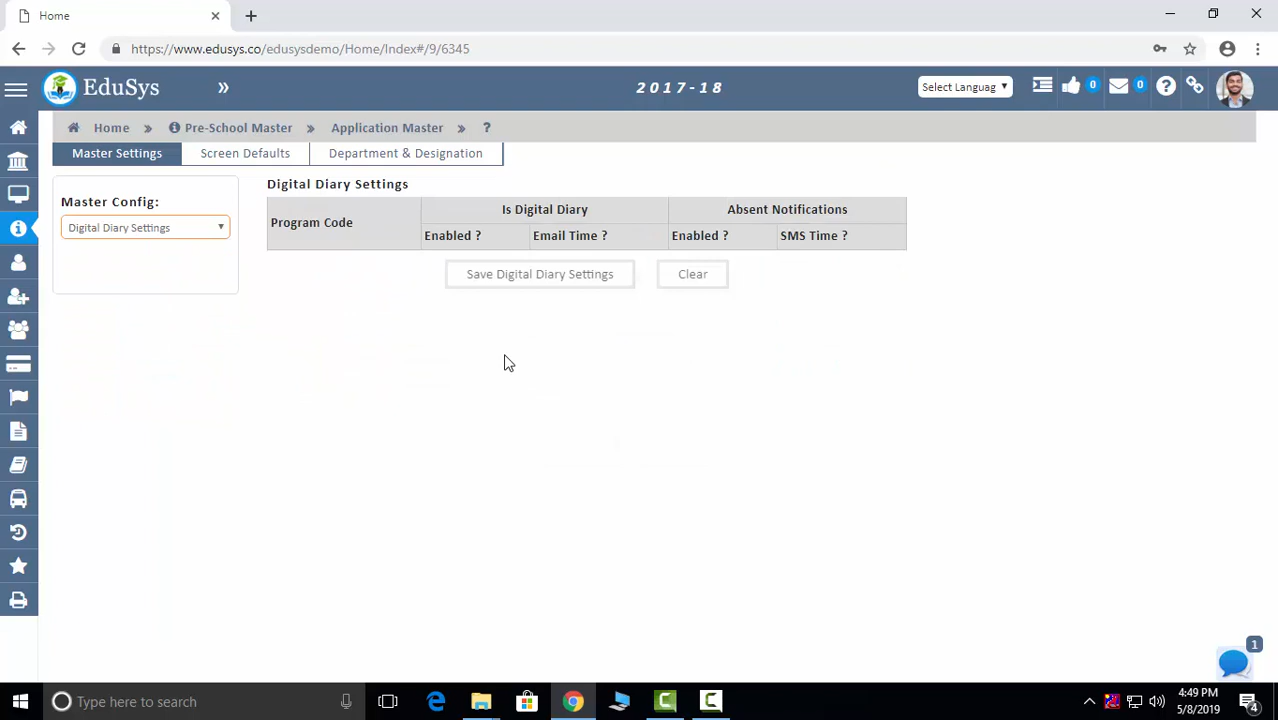 Home
https://www.edusys.co/edusysdemo/Home/Index#/9/6345
EduSys » 2017-18 Select Languag 0 0
Home » Pre-School Master » Application Master » ?
Master Settings Screen Defaults Department & Designation
Master Config:
Digital Diary Settings
Digital Diary Settings
Program Code Is Digital Diary Absent Notifications
Enabled ? Email Time ? Enabled ? SMS Time ?
Save Digital Diary Settings Clear
1
Type here to search
4:49 PM
5/8/2019
4